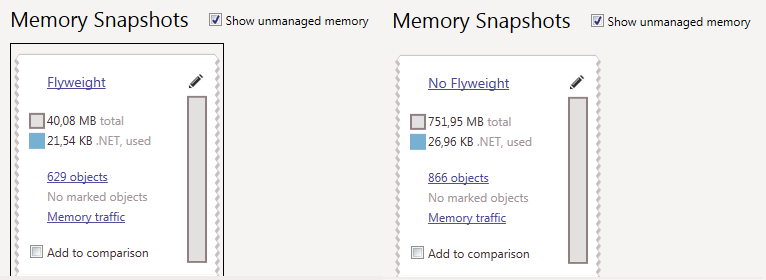 Memory Snapshots
Show unmanaged memory
Flyweight
40,08 MB total
21,54 KB .NET, used
629 objects
No marked objects
Memory traffic
Add to comparison
Memory Snapshots
Show unmanaged memory
No Flyweight
751,95 MB total
26,96 KB .NET, used
866 objects
No marked objects
Memory traffic
Add to comparison